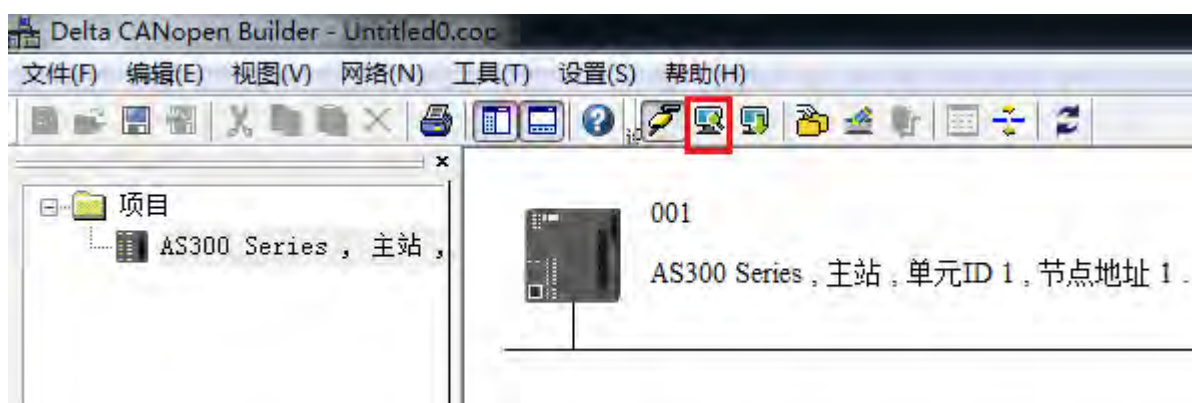 Delta CANopen Builder - Untitled0.cop
文件(F) 编辑(E) 视图(V) 网络(N) 工具(T) 设置(S) 帮助(H)
项目
AS300 Series , 主站 ,
001
AS300 Series , 主站 , 单元ID 1 , 节点地址 1 .